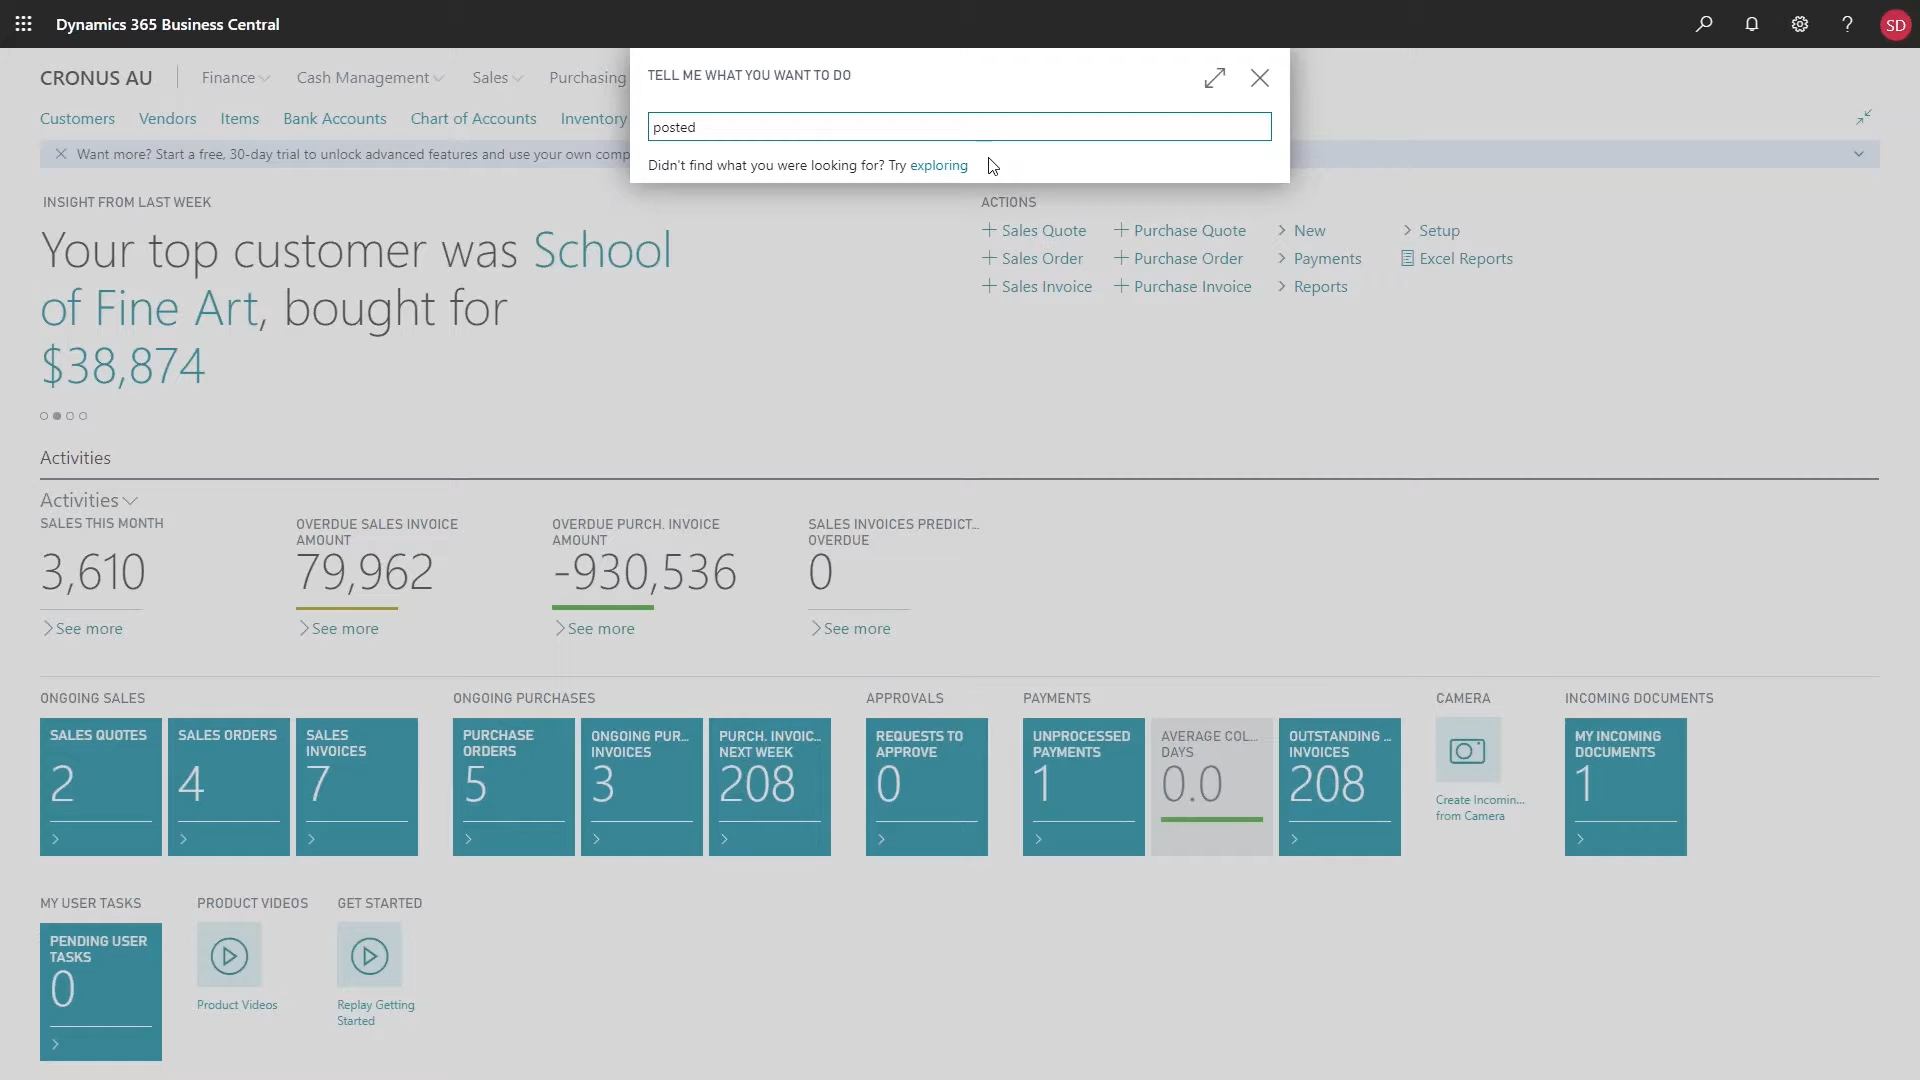 Dynamics 365 Business Central
?
SD
CRONUS AU
Finance
Cash Management
Sales
Purchasing
TELL ME WHAT YOU WANT TO DO
posted
Didn't find what you were looking for? Try exploring
Customers
Vendors
Items
Bank Accounts
Chart of Accounts
Inventory
Want more? Start a free, 30-day trial to unlock advanced features and use your own comp
INSIGHT FROM LAST WEEK
Your top customer was School
of Fine Art, bought for
$38,874
ACTIONS
+ Sales Quote
+ Purchase Quote
> New
> Setup
+ Sales Order
+ Purchase Order
> Payments
Excel Reports
+ Sales Invoice
+ Purchase Invoice
> Reports
Activities
Activities
SALES THIS MONTH
3,610
>See more
OVERDUE SALES INVOICE
AMOUNT
79,962
>See more
OVERDUE PURCH. INVOICE
AMOUNT
-930,536
>See more
SALES INVOICES PREDICT...
OVERDUE
0
>See more
ONGOING SALES
SALES QUOTES
2
SALES ORDERS
4
SALES
INVOICES
7
ONGOING PURCHASES
PURCHASE
ORDERS
5
ONGOING PUR...
INVOICES
3
PURCH. INVOIC...
NEXT WEEK
208
APPROVALS
REQUESTS TO
APPROVE
0
PAYMENTS
UNPROCESSED
PAYMENTS
1
AVERAGE COL...
DAYS
0.0
OUTSTANDING ...
INVOICES
208
CAMERA
Create Incomin...
from Camera
INCOMING DOCUMENTS
MY INCOMING
DOCUMENTS
1
MY USER TASKS
PENDING USER
TASKS
0
PRODUCT VIDEOS
Product Videos
GET STARTED
Replay Getting
Started